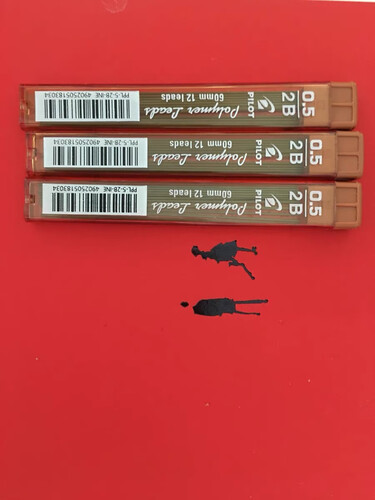 0.5
2B
PILOT
Polymer Leads
60mm 12 leads
PPL-5-2B-INE 4902505183034
0.5
2B
PILOT
Polymer Leads
60mm 12 leads
PPL-5-2B-INE 4902505183034
0.5
2B
PILOT
Polymer Leads
60mm 12 leads
PPL-5-2B-INE 4902505183034